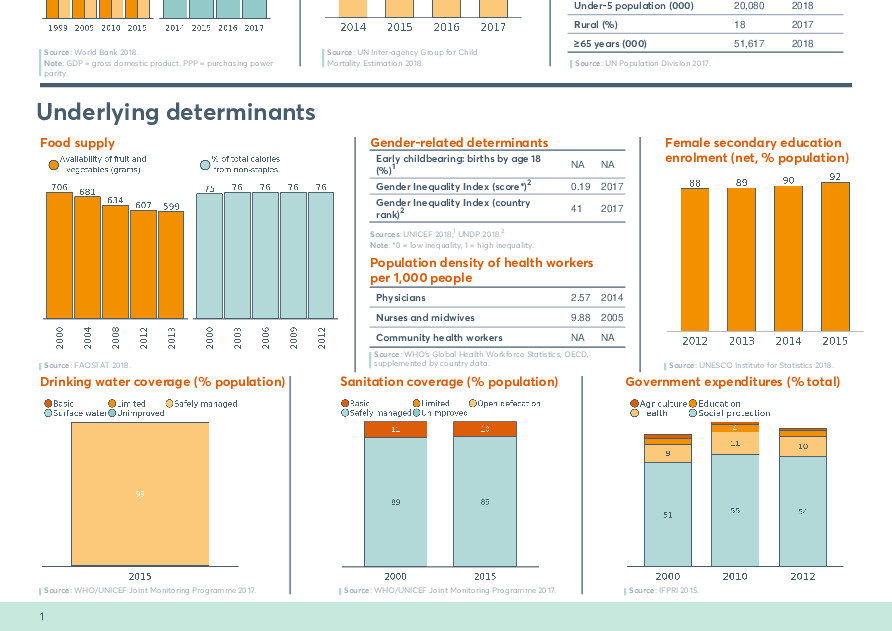 1999 2005 2010 2015
2014 2015 2016 2017
2014 2015 2016 2017
Source: World Bank 2018.
Note: GDP = gross domestic product. PPP = purchasing power
parity.
Source: UN Inter-agency Group for Child
Mortality Estimation 2018.
Under-5 population (000) 20,080 2018
Rural (%) 18 2017
≥65 years (000) 51,617 2018
Source: UN Population Division 2017.
Underlying determinants
Food supply
Availability of fruit and
vegetables (grams)
% of total calories
from non-staples
706 681 634 607 599
75 76 76 76 76
2000 2004 2008 2012 2013
2000 2003 2006 2009 2012
Source: FAOSTAT 2018.
Gender-related determinants
Early childbearing: births by age 18
(%)1 NA NA
Gender Inequality Index (score*)2 0.19 2017
Gender Inequality Index (country
rank)2 41 2017
Sources: UNICEF 2018,1 UNDP 2018.2
Note: *0 = low inequality, 1 = high inequality.
Population density of health workers
per 1,000 people
Physicians 2.57 2014
Nurses and midwives 9.88 2005
Community health workers NA NA
Source: WHO's Global Health Workforce Statistics, OECD,
supplemented by country data.
Female secondary education
enrolment (net, % population)
88 89 90 92
2012 2013 2014 2015
Source: UNESCO Institute for Statistics 2018.
Drinking water coverage (% population)
Basic Limited Safely managed
Surface water Unimproved
99
2015
Source: WHO/UNICEF Joint Monitoring Programme 2017.
Sanitation coverage (% population)
Basic Limited Open defecation
Safely managed Unimproved
11 10
89 89
2000 2015
Source: WHO/UNICEF Joint Monitoring Programme 2017.
Government expenditures (% total)
Agriculture Education
Health Social protection
4
9 11 10
51 55 54
2000 2010 2012
Source: IFPRI 2015.
1